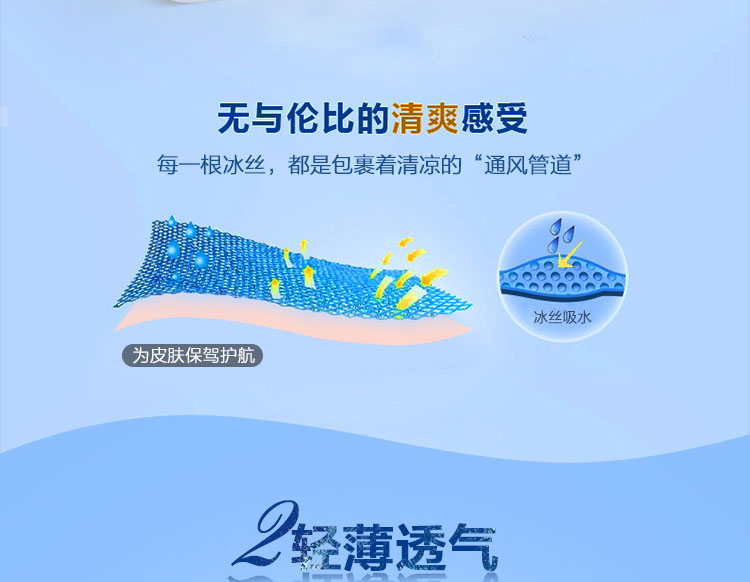 无与伦比的清爽感受
每一根冰丝，都是包裹着清凉的“通风管道”
冰丝吸水
为皮肤保驾护航
2轻薄透气